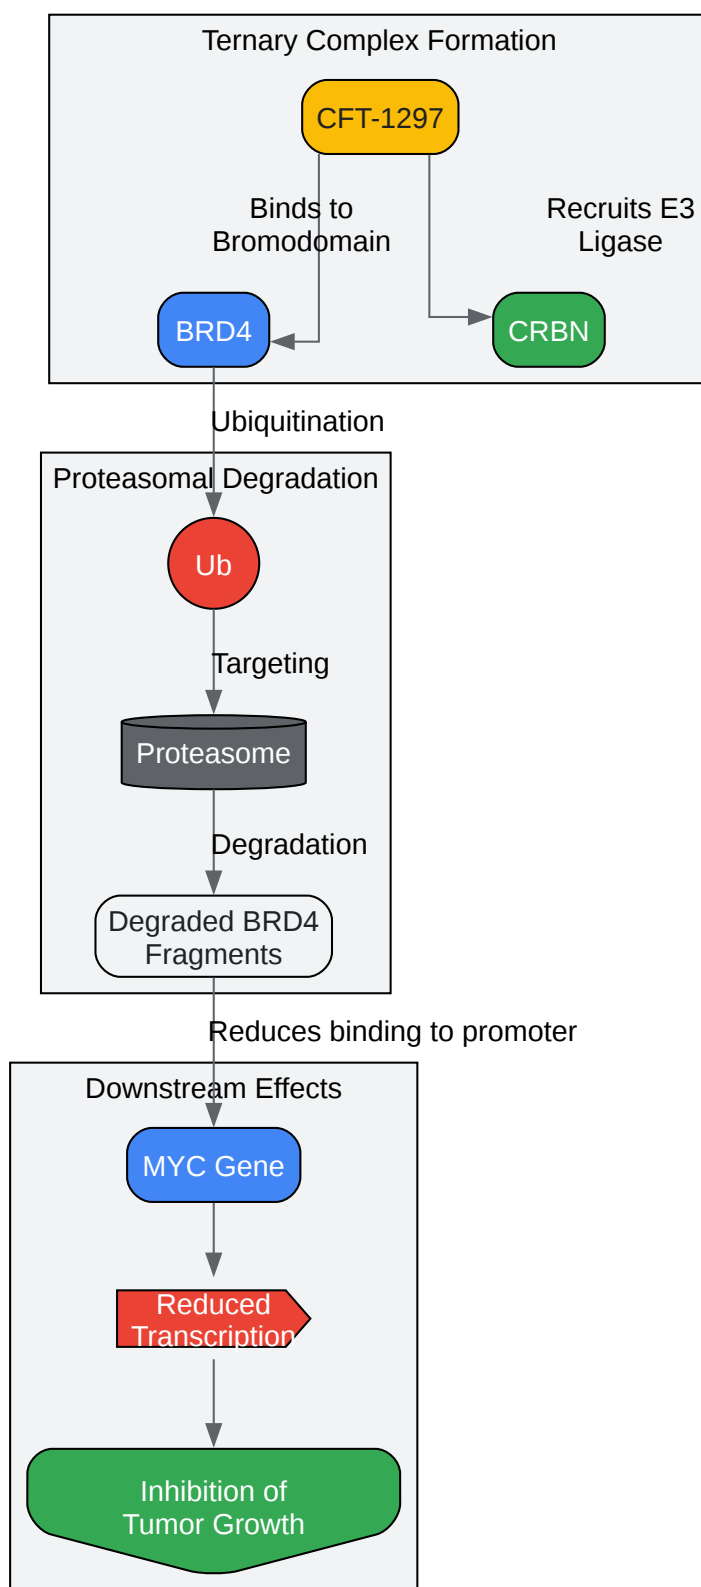 Ternary Complex Formation
CFT-1297
Binds to
Bromodomain
Recruits E3
Ligase
BRD4
CRBN
Ubiquitination
Proteasomal Degradation
Ub
Targeting
Proteasome
Degradation
Degraded BRD4
Fragments
Reduces binding to promoter
Downstream Effects
MYC Gene
Reduced
Transcription
Inhibition of
Tumor Growth